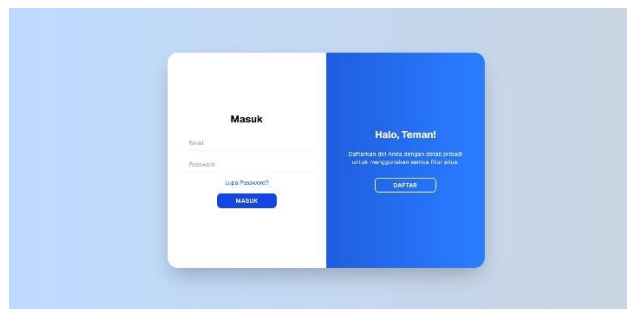 Masuk
Email
Password
Lupa Password?
MASUK
Halo, Teman!
Daftarkan diri Anda dengan detail pribadi
untuk menggunakan semua fitur situs.
DAFTAR